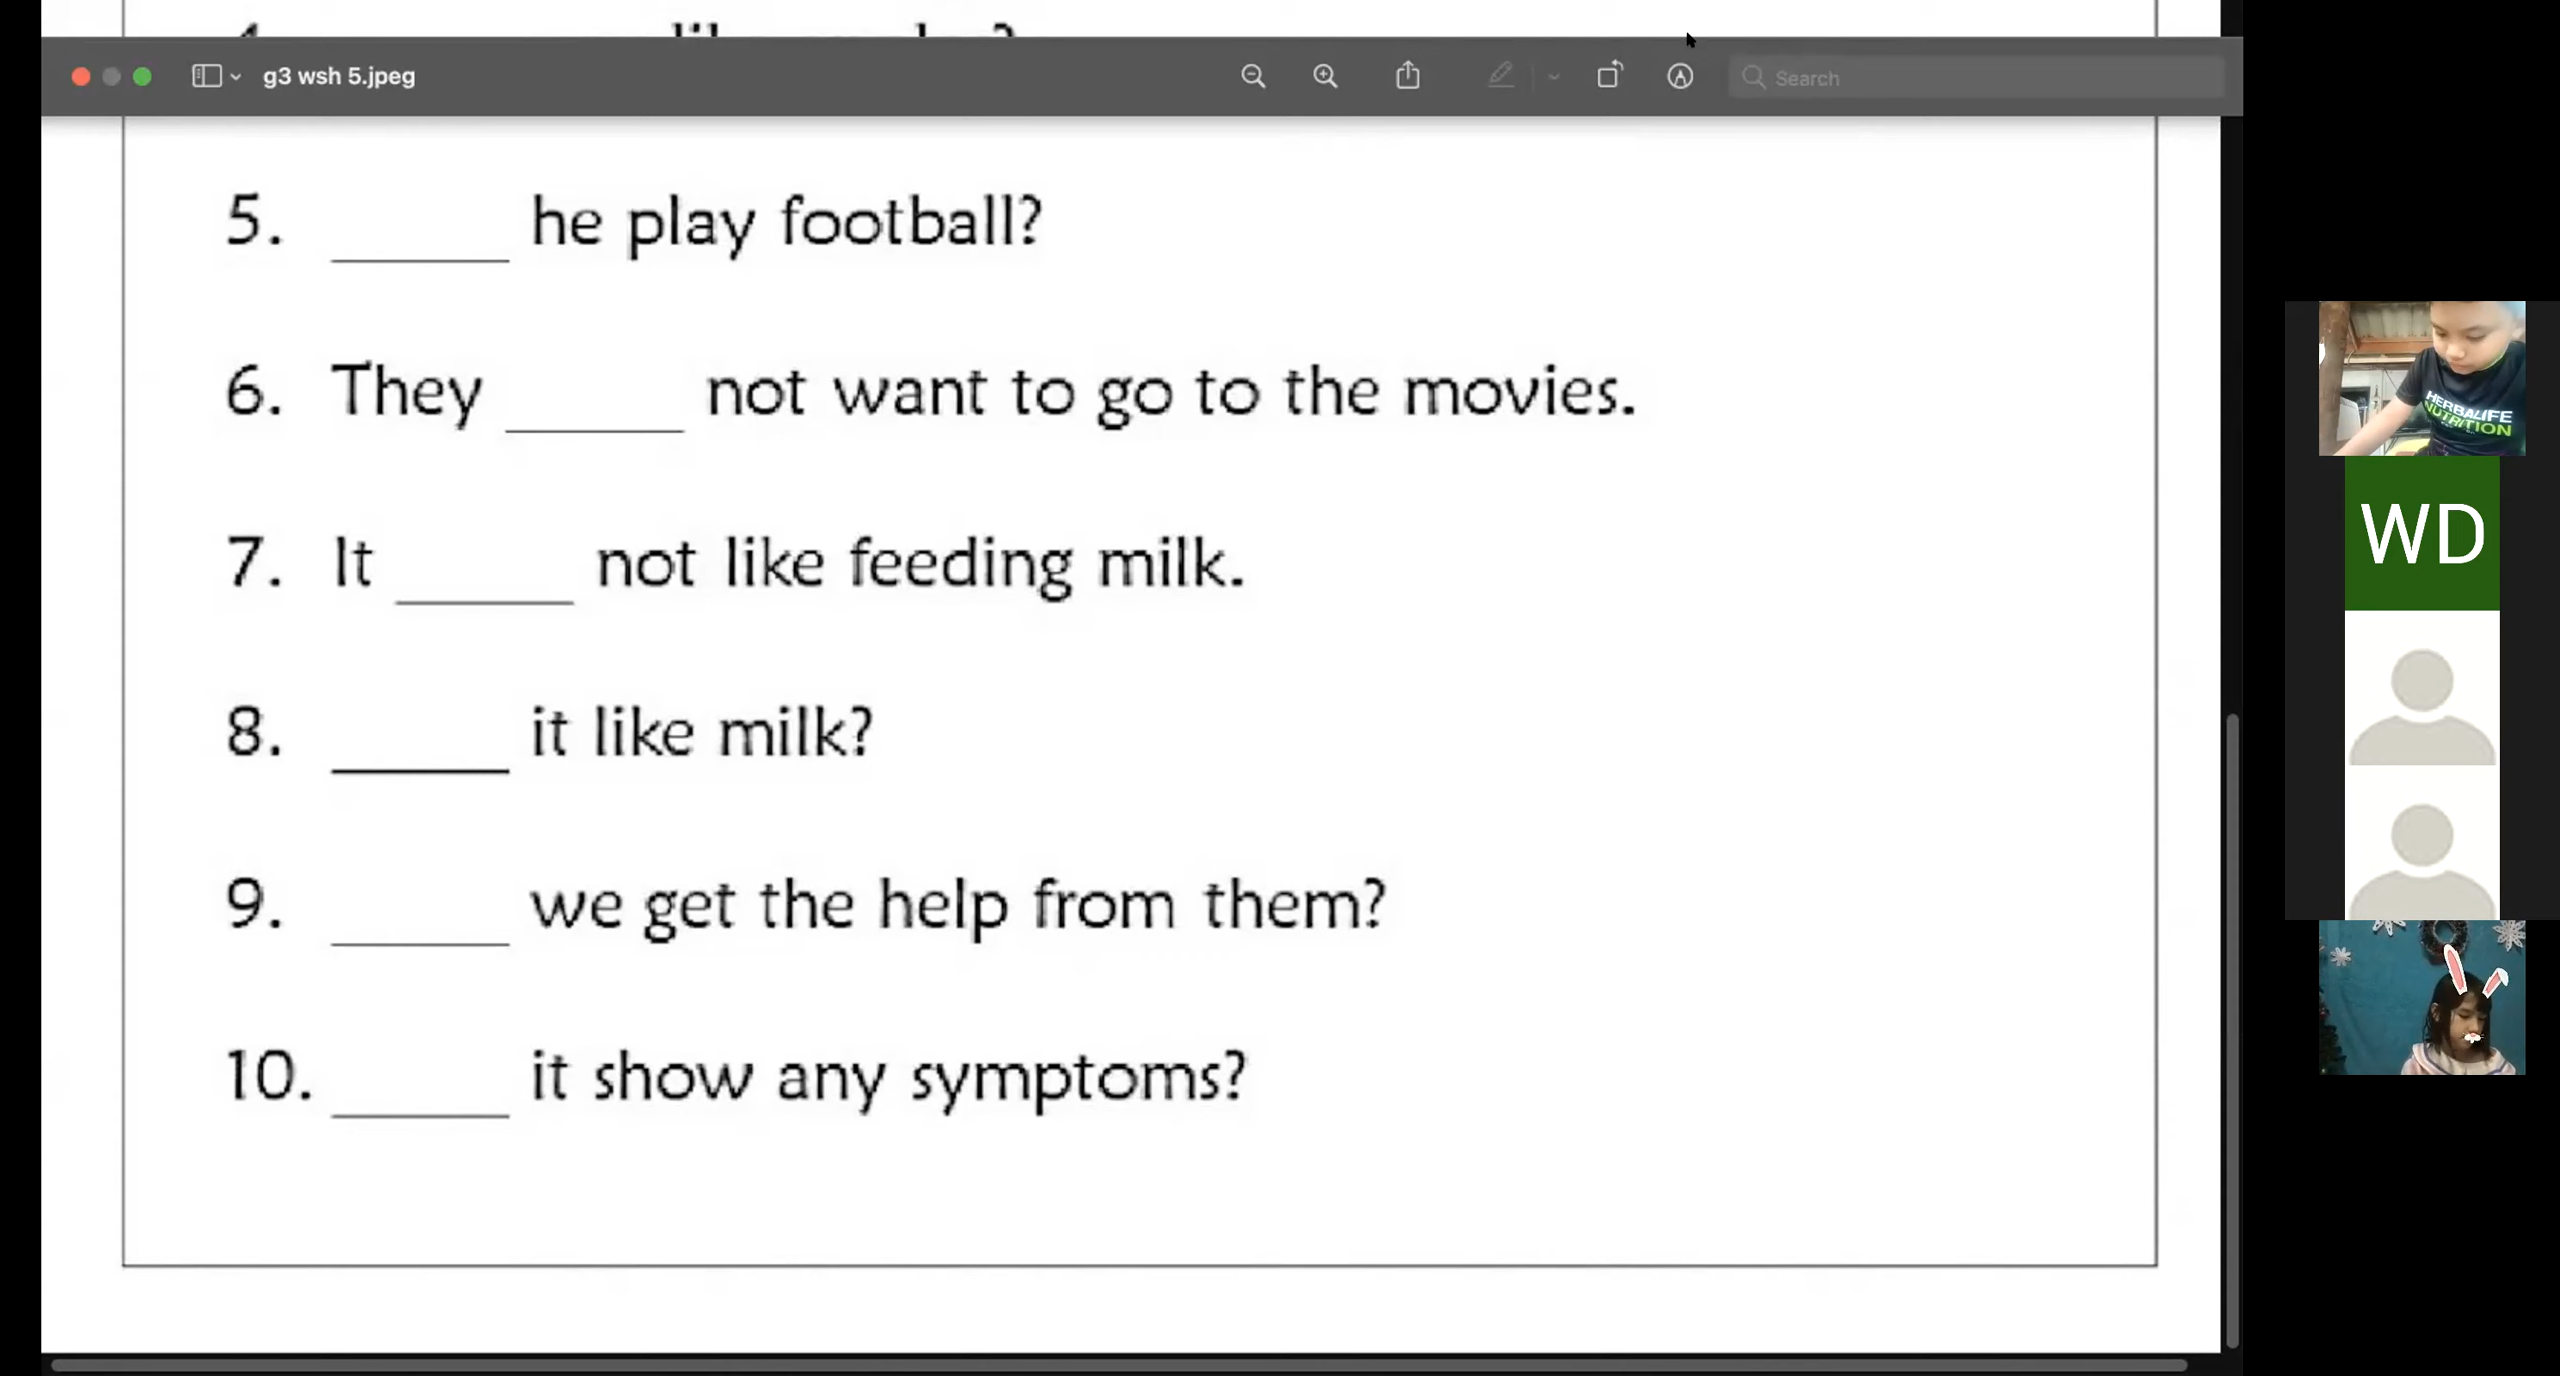 g3 wsh 5.jpeg
Search
5. ______ he play football?
6. They ______ not want to go to the movies.
7. It ______ not like feeding milk.
8. ______ it like milk?
9. ______ we get the help from them?
10. ______ it show any symptoms?
HERBALIFE
NUTRITION
WD